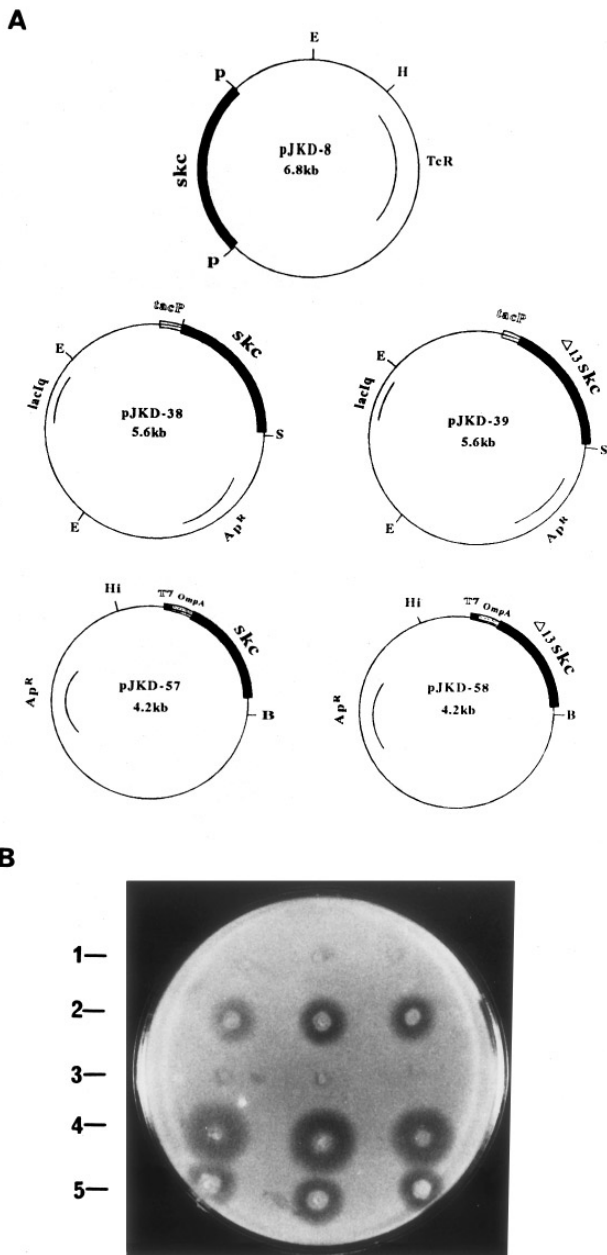 A
E
H
P
pJKD-8
6.8kb
TcR
skc
P
tacP
skc
E
lacIq
pJKD-38
5.6kb
S
E
ApR
tacP
Δ13 skc
E
lacIq
pJKD-39
5.6kb
S
E
ApR
Hi
T7 OmpA
skc
ApR
pJKD-57
4.2kb
B
Hi
T7 OmpA
Δ13 skc
ApR
pJKD-58
4.2kb
B
B
1
2
3
4
5